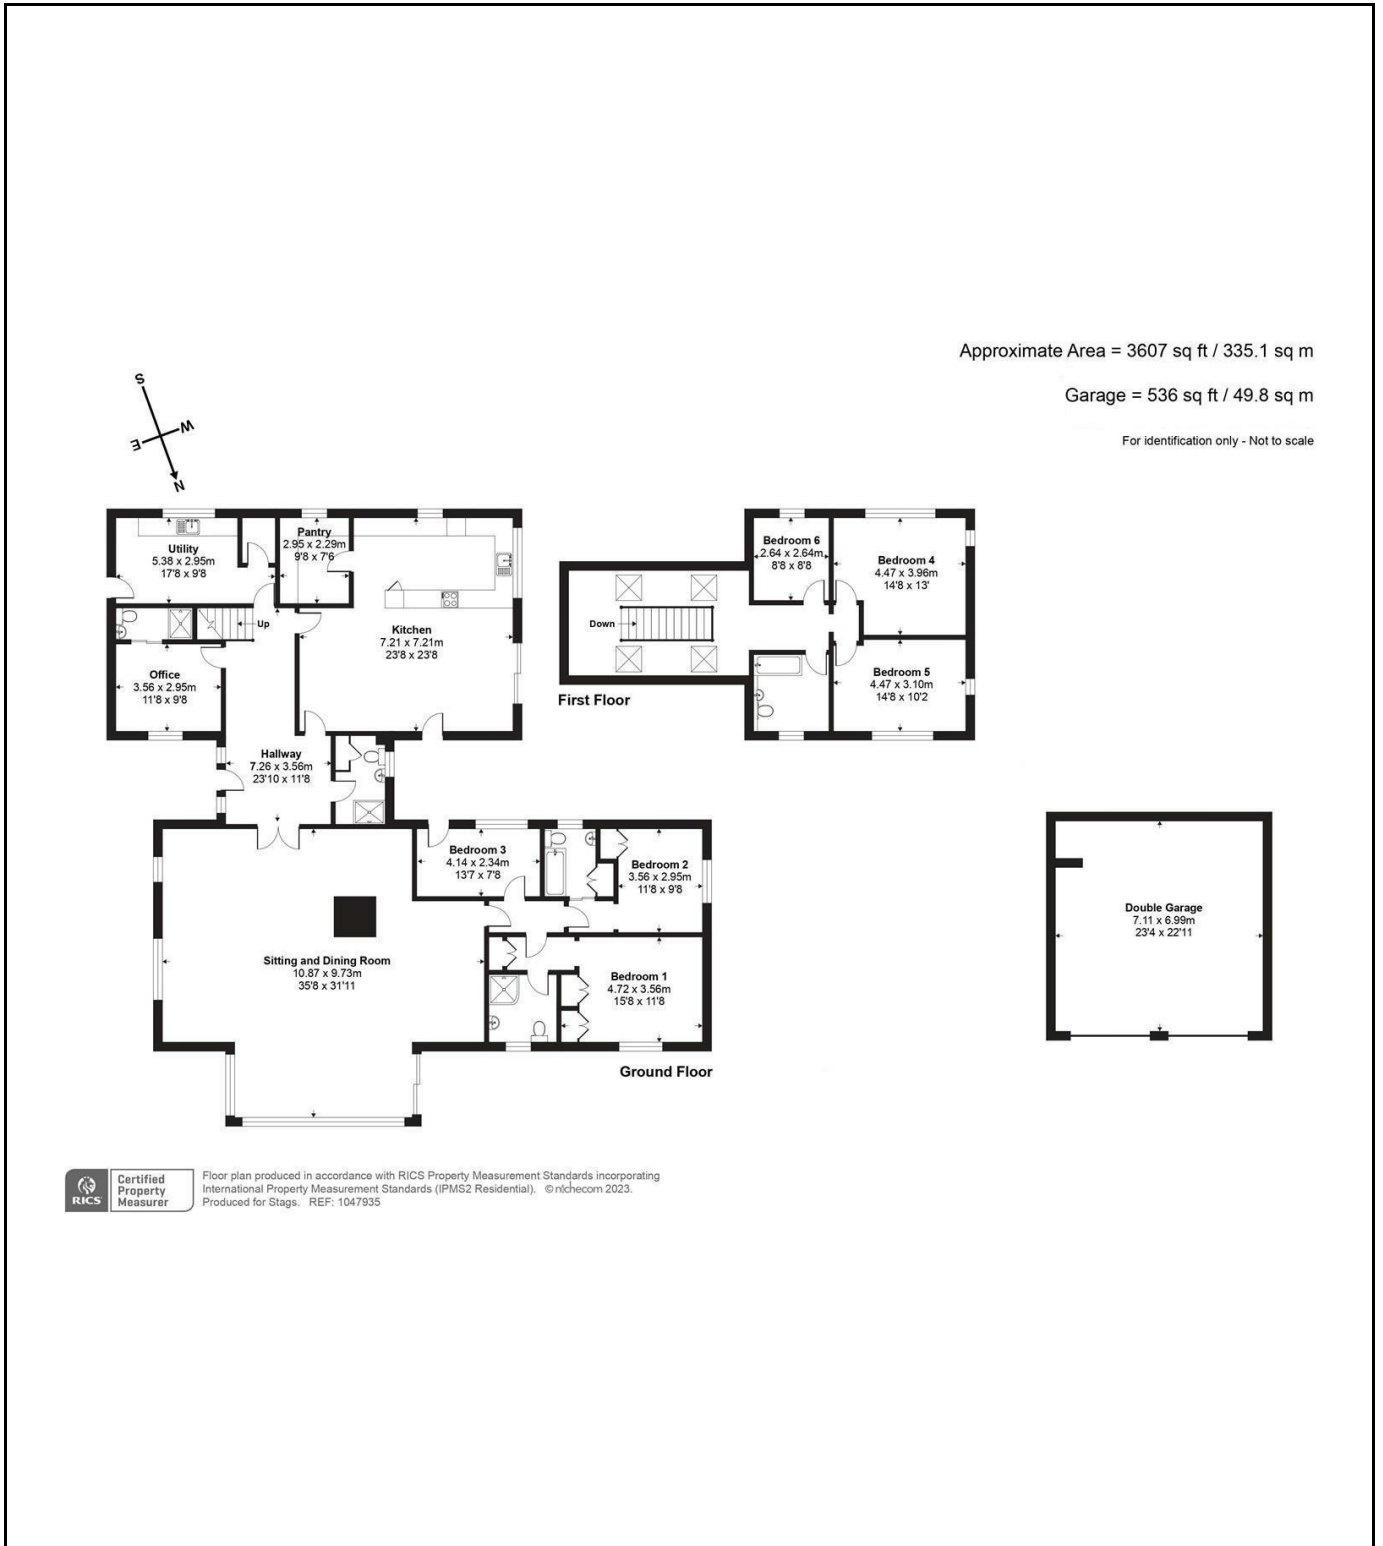 Approximate Area = 3607 sq ft / 335.1 sq m
Garage = 536 sq ft / 49.8 sq m
For identification only - Not to scale
S
W
E
N
Utility
5.38 x 2.95m
17'8 x 9'8
Pantry
2.95 x 2.29m
9'8 x 7'6
Up
Kitchen
7.21 x 7.21m
23'8 x 23'8
Office
3.56 x 2.95m
11'8 x 9'8
Hallway
7.26 x 3.56m
23'10 x 11'8
Bedroom 6
2.64 x 2.64m
8'8 x 8'8
Bedroom 4
4.47 x 3.96m
14'8 x 13'
Down
Bedroom 5
4.47 x 3.10m
14'8 x 10'2
First Floor
Bedroom 3
4.14 x 2.34m
13'7 x 7'8
Bedroom 2
3.56 x 2.95m
11'8 x 9'8
Sitting and Dining Room
10.87 x 9.73m
35'8 x 31'11
Bedroom 1
4.72 x 3.56m
15'8 x 11'8
Ground Floor
Double Garage
7.11 x 6.99m
23'4 x 22'11
RICS
Certified
Property
Measurer
Floor plan produced in accordance with RICS Property Measurement Standards incorporating
International Property Measurement Standards (IPMS2 Residential). © nichecom 2023.
Produced for Stags. REF: 1047935